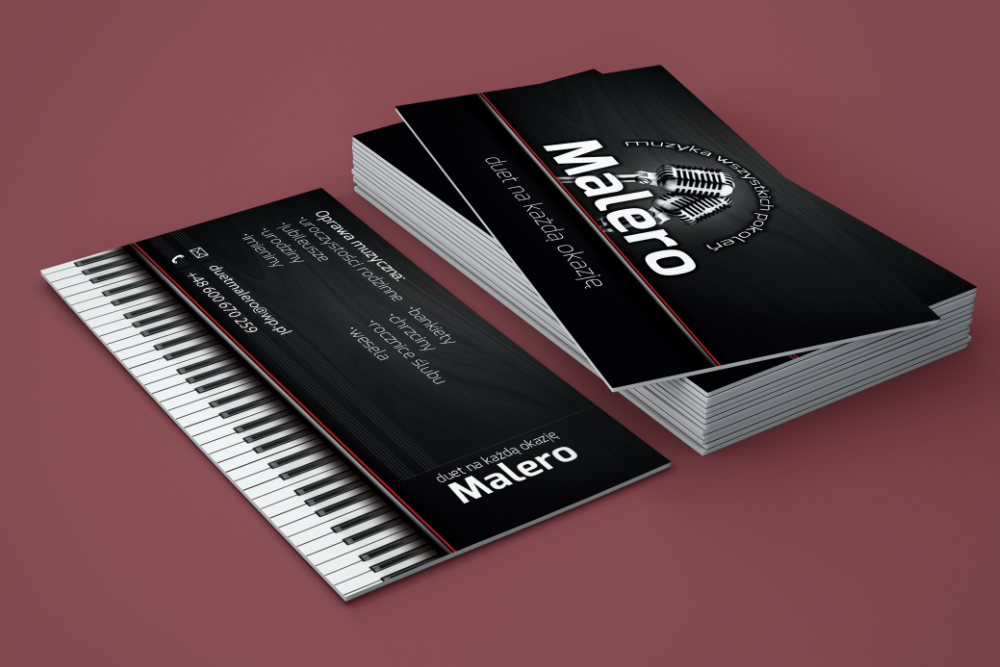 Malero
muzyka wszystkich pokoleń
duet na każdą okazję
Oprawa muzyczna:
•uroczystości rodzinne
•jubileusze
•urodziny
•imieniny
•bankiety
•chrzciny
•rocznice ślubu
•wesela
duetmalero@wp.pl
+48 600 670 259
duet na każdą okazję
Malero